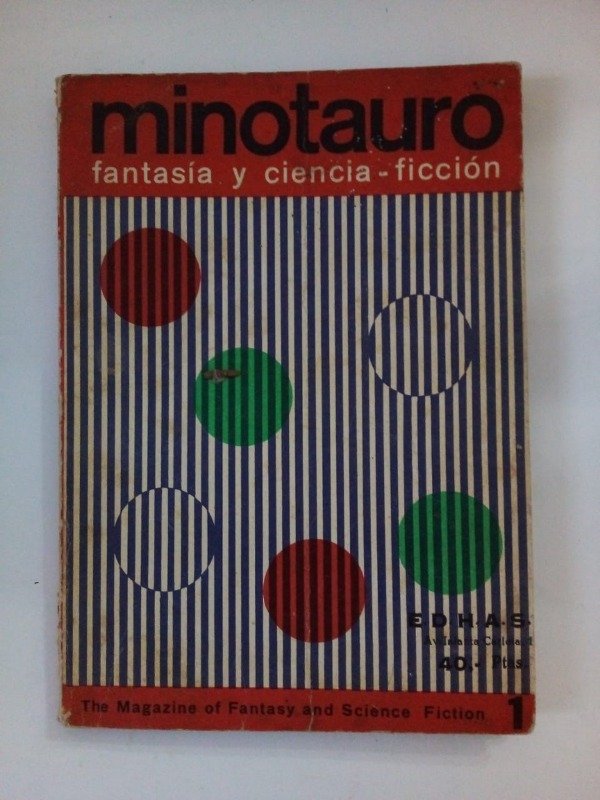 minotauro
fantasía y ciencia-ficción
E.D.H.A.S.
40.- Ptas.
The Magazine of Fantasy and Science Fiction 1